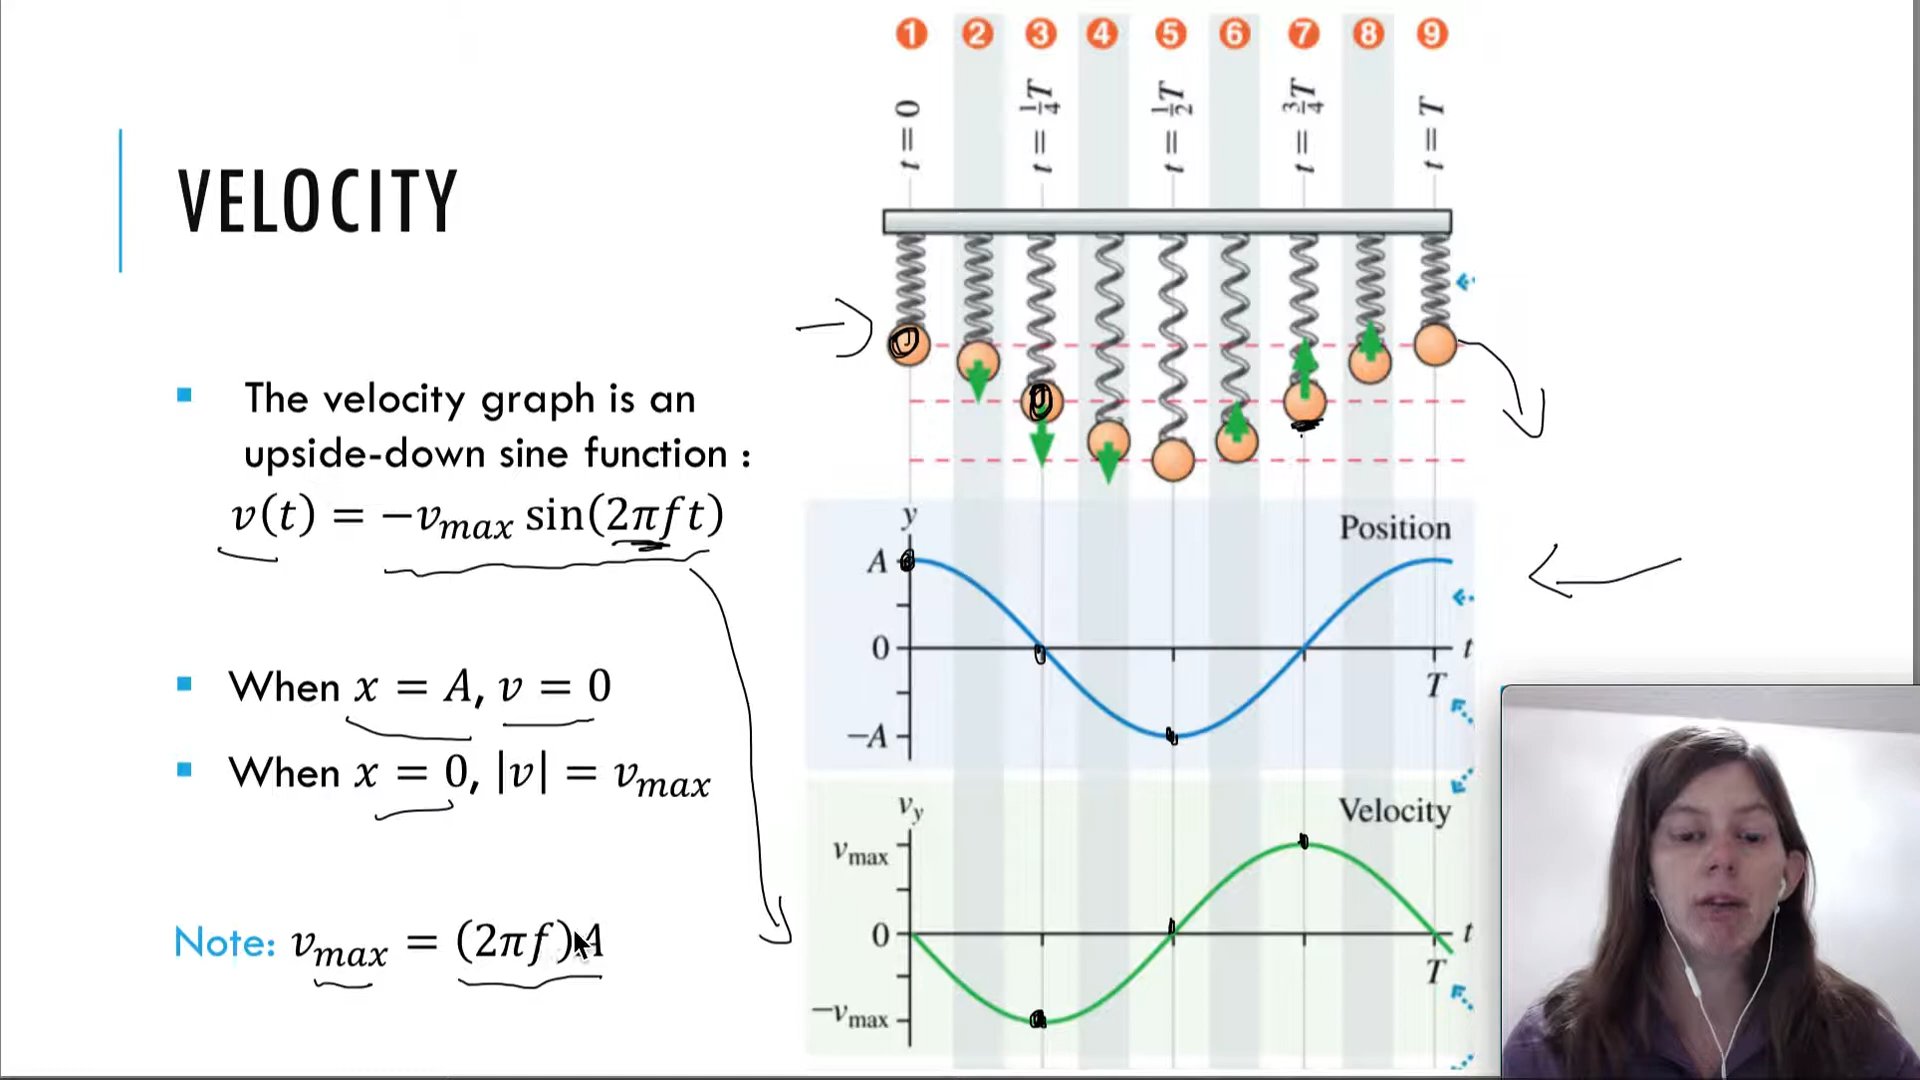 1 2 3 4 5 6 7 8 9
t = 0 t = 1/4 T t = 1/2 T t = 3/4 T t = T
VELOCITY
The velocity graph is an
upside-down sine function :
v(t) = −v_max sin(2πft)
When x = A, v = 0
When x = 0, |v| = v_max
Note: v_max = (2πf)A
y
Position
A
0
t
T
−A
v_y
Velocity
v_max
0
t
T
−v_max